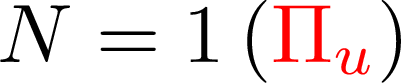 N = 1 (Π_u)